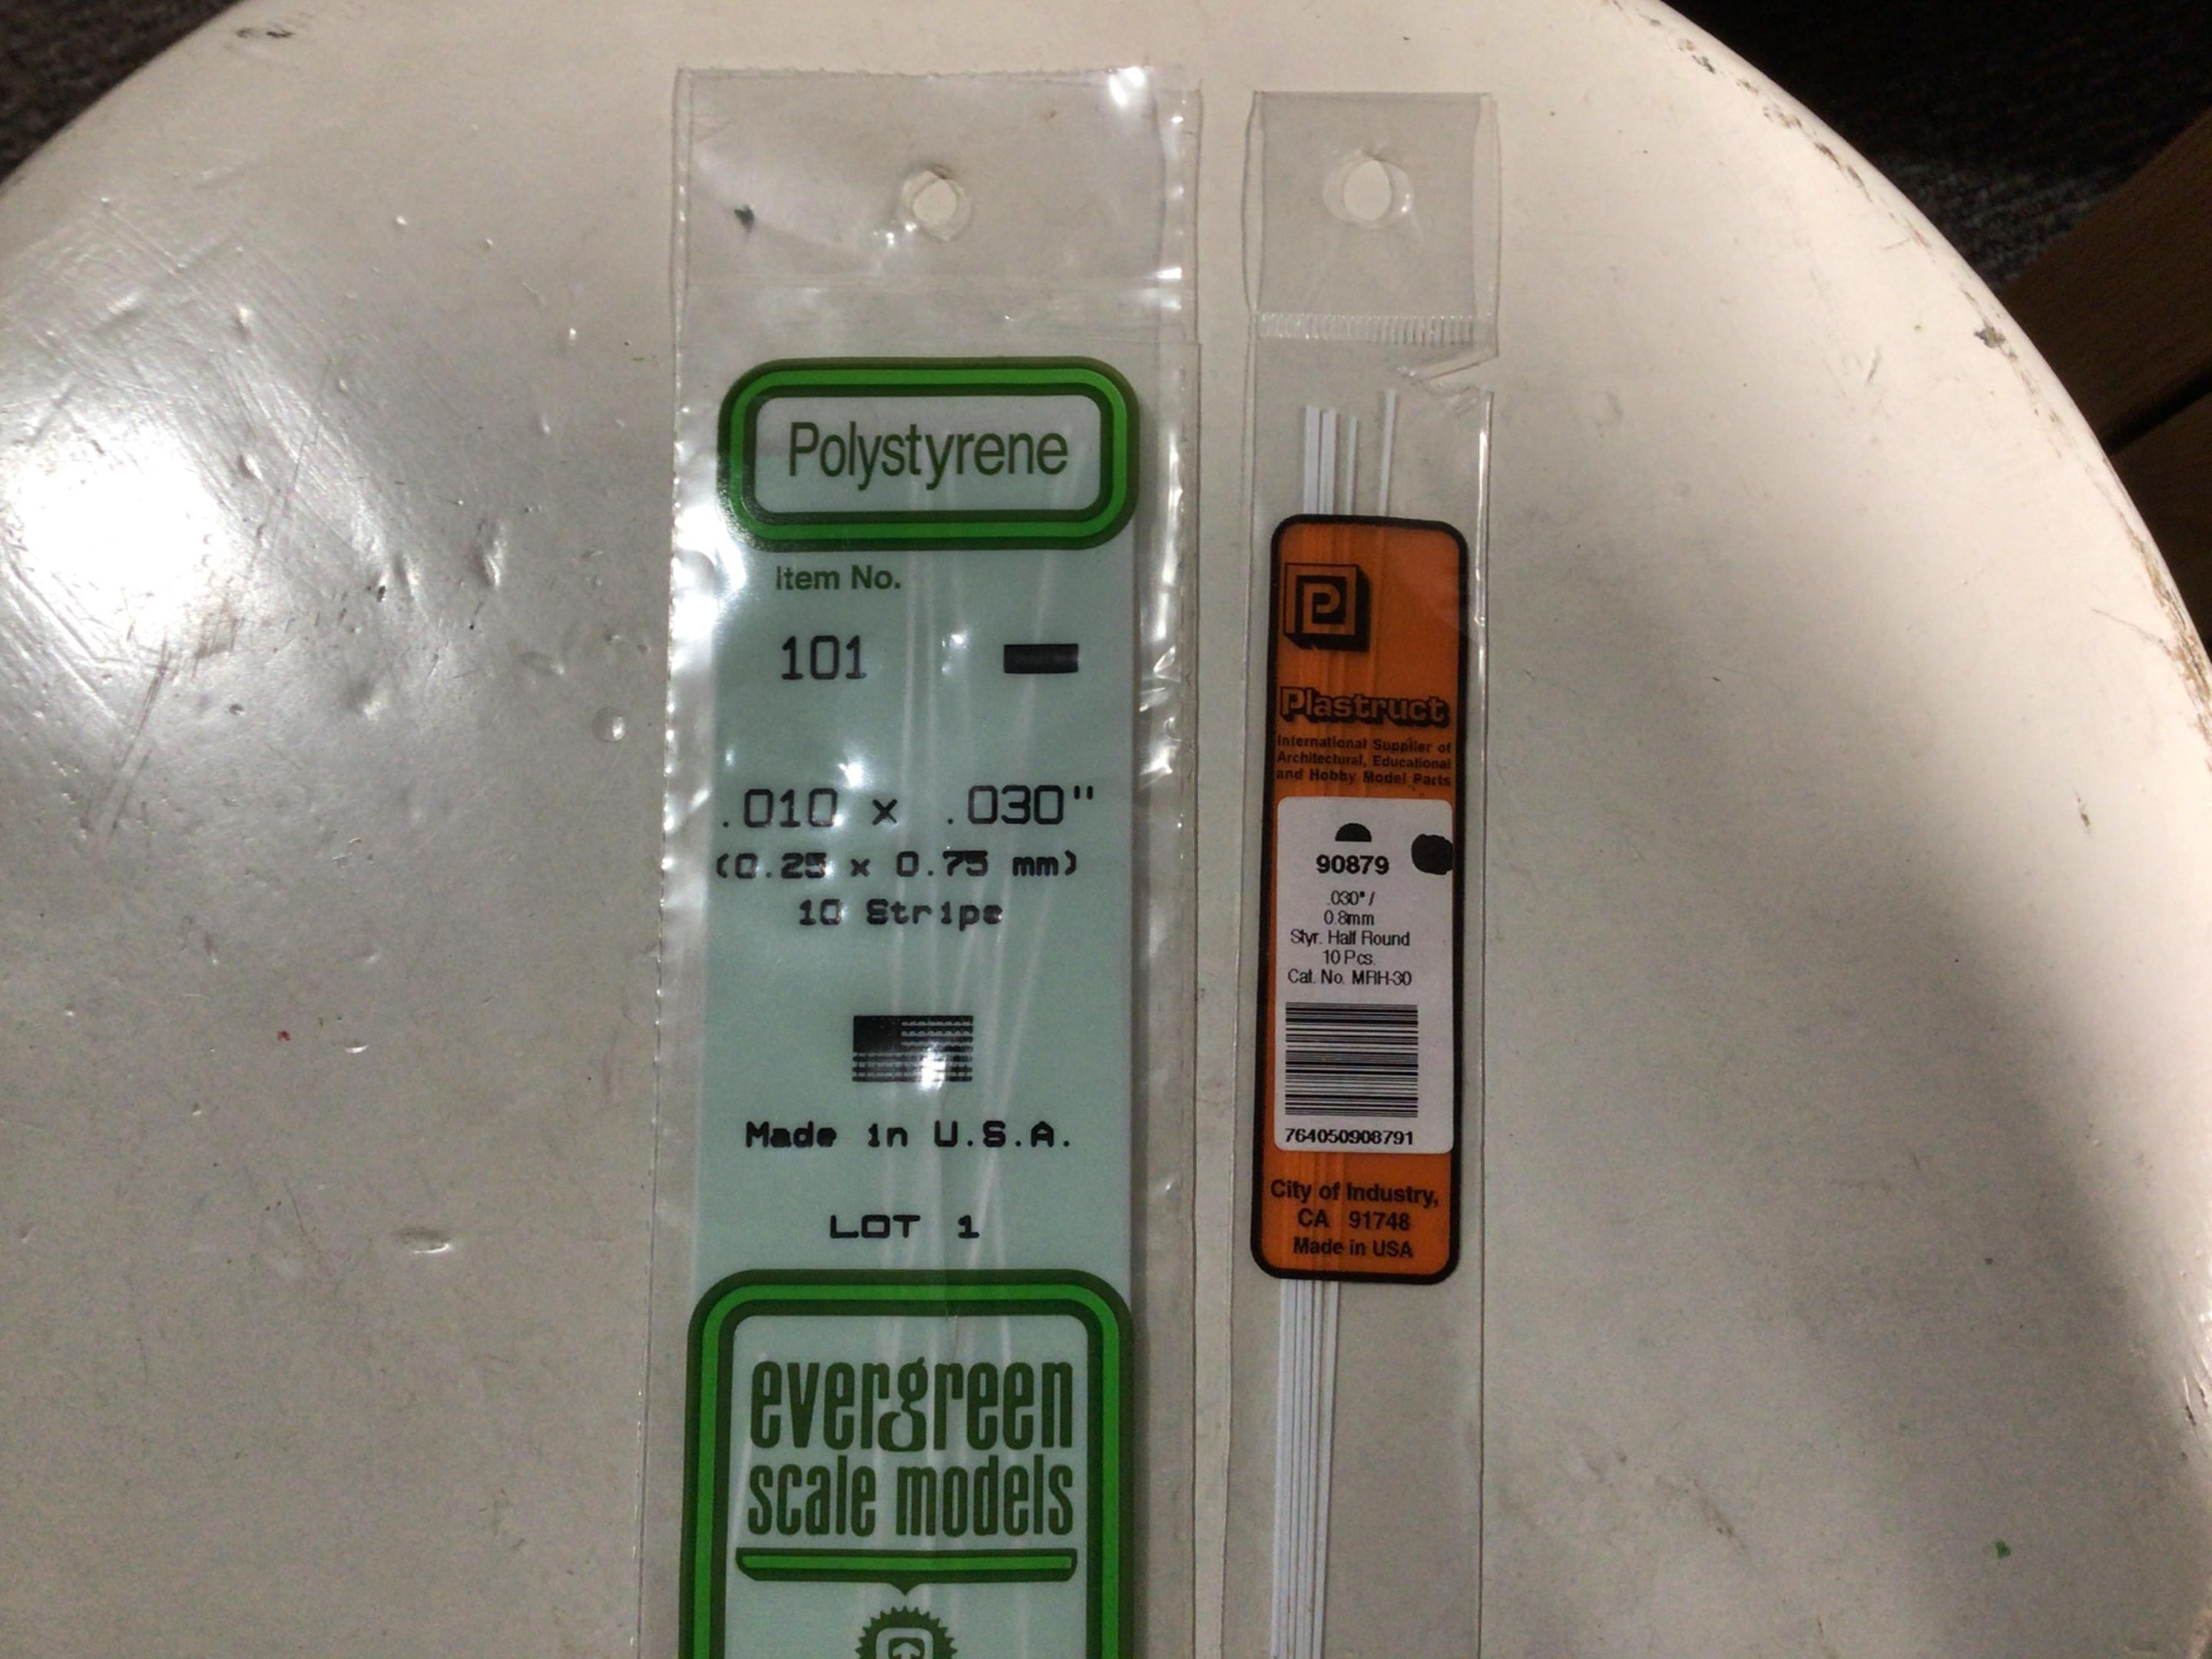 Polystyrene
Item No.
101
.010 x .030"
(0.25 x 0.75 mm)
10 Strips
Made in U.S.A.
LOT 1
evergreen
scale models
P
Plastruct
International Supplier of
Architectural, Educational
and Hobby Model Parts
90879
.030" /
0.8mm
Styr. Half Round
10 Pcs.
Cat. No. MRH-30
764050908791
City of Industry,
CA 91748
Made in USA